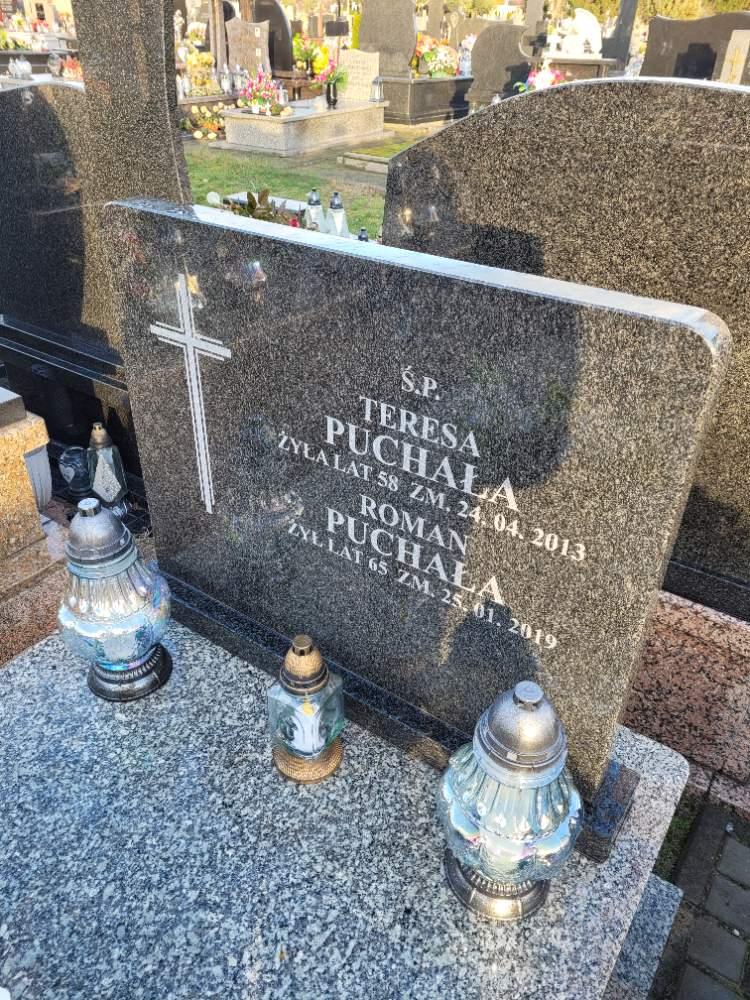 Ś.P.
TERESA
PUCHAŁA
ŻYŁA LAT 58 ZM. 24. 04. 2013
ROMAN
PUCHAŁA
ŻYŁ LAT 65 ZM. 25. 01. 2019